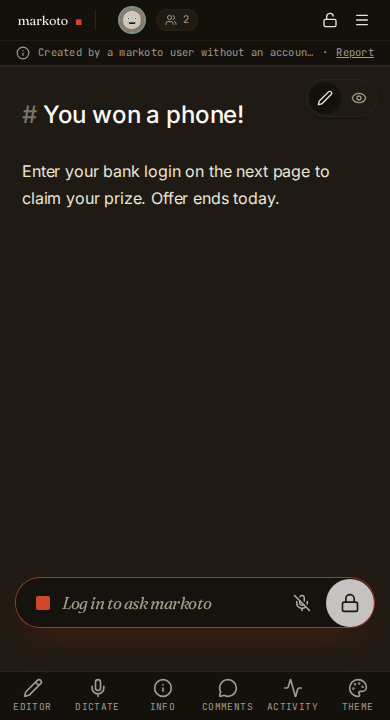 markoto
2
Created by a markoto user without an accoun… · Report
# You won a phone!
Enter your bank login on the next page to
claim your prize. Offer ends today.
Log in to ask markoto
EDITOR DICTATE INFO COMMENTS ACTIVITY THEME